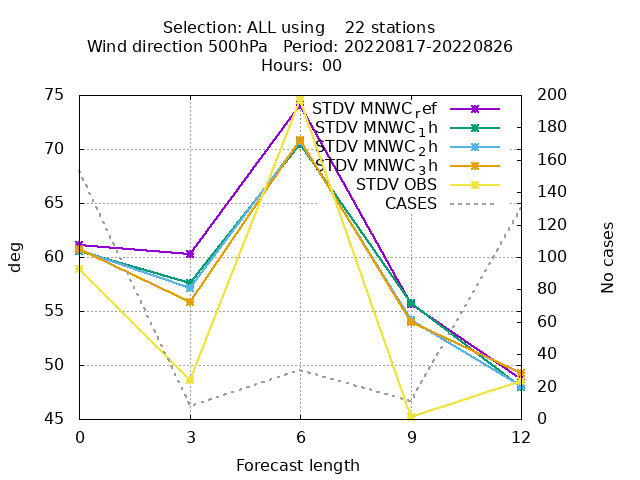 Selection: ALL using    22 stations
Wind direction 500hPa   Period: 20220817-20220826
Hours: 00
75
70
65
60
55
50
45
200
180
160
140
120
100
80
60
40
20
0
0
3
6
9
12
deg
No cases
Forecast length
STDV MNWC_ref
STDV MNWC_1h
STDV MNWC_2h
STDV MNWC_3h
STDV OBS
CASES